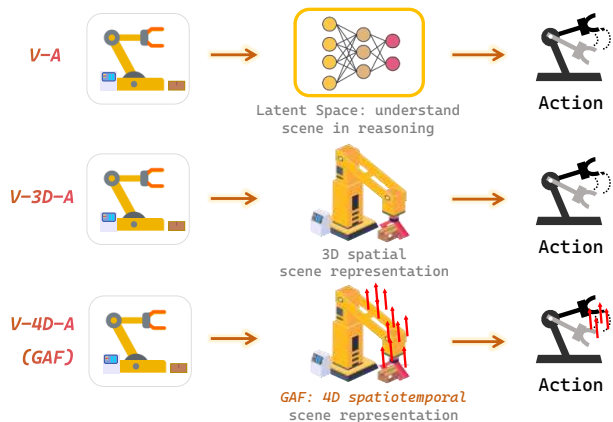 V-A
Latent Space: understand
scene in reasoning
Action
V-3D-A
3D spatial
scene representation
Action
V-4D-A
(GAF)
GAF: 4D spatiotemporal
scene representation
Action